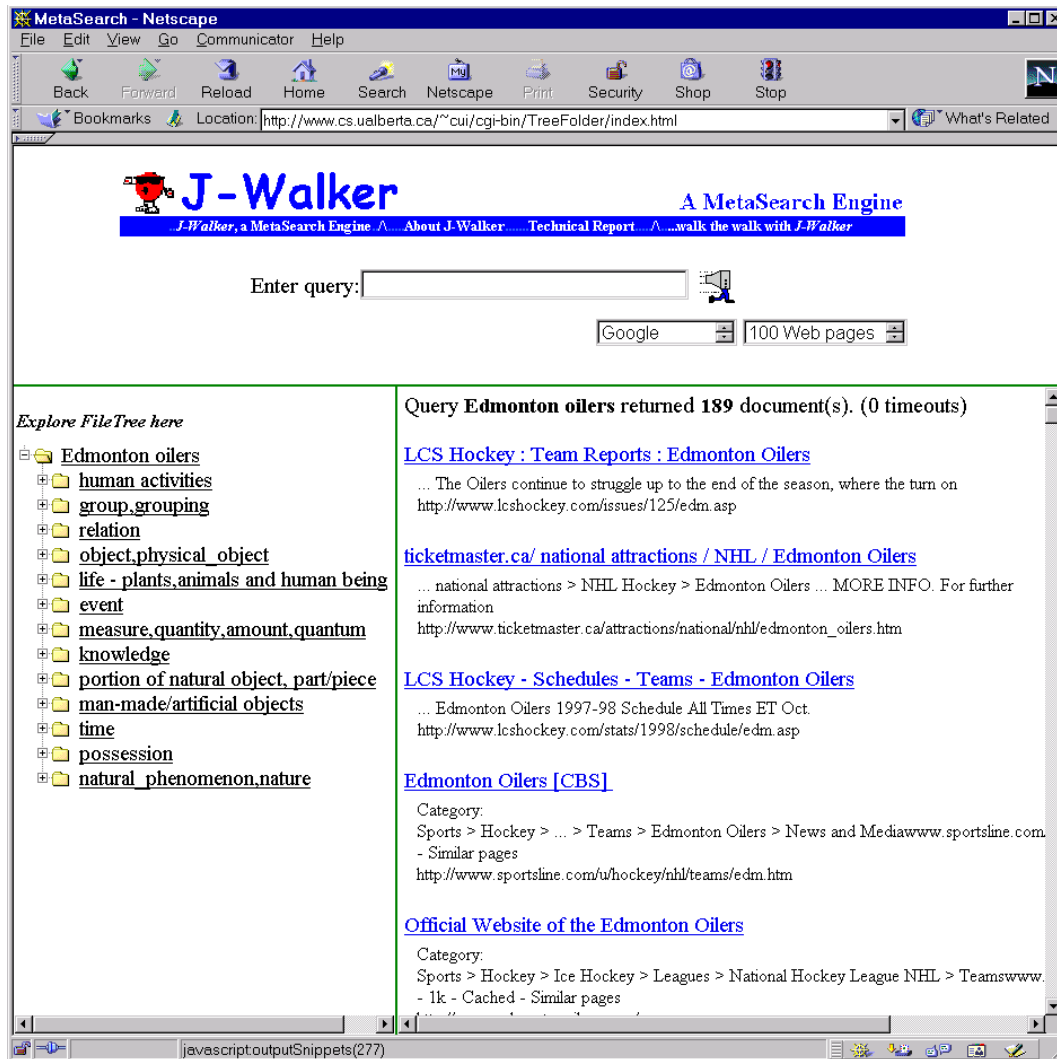 MetaSearch - Netscape
File Edit View Go Communicator Help
My
Back Forward Reload Home Search Netscape Print Security Shop Stop
N
Bookmarks Location: http://www.cs.ualberta.ca/~cui/cgi-bin/TreeFolder/index.html What's Related
J-Walker A MetaSearch Engine
..J-Walker, a MetaSearch Engine../\.....About J-Walker.......Technical Report...../\.....walk the walk with J-Walker
Enter query:
Google 100 Web pages
Explore FileTree here
Edmonton oilers
human activities
group,grouping
relation
object,physical_object
life - plants,animals and human being
event
measure,quantity,amount,quantum
knowledge
portion of natural object, part/piece
man-made/artificial objects
time
possession
natural_phenomenon,nature
Query Edmonton oilers returned 189 document(s). (0 timeouts)
LCS Hockey : Team Reports : Edmonton Oilers
... The Oilers continue to struggle up to the end of the season, where the turn on
http://www.lcshockey.com/issues/125/edm.asp
ticketmaster.ca/ national attractions / NHL / Edmonton Oilers
... national attractions > NHL Hockey > Edmonton Oilers ... MORE INFO. For further
information
http://www.ticketmaster.ca/attractions/national/nhl/edmonton_oilers.htm
LCS Hockey - Schedules - Teams - Edmonton Oilers
... Edmonton Oilers 1997-98 Schedule All Times ET Oct.
http://www.lcshockey.com/stats/1998/schedule/edm.asp
Edmonton Oilers [CBS]
Category:
Sports > Hockey > ... > Teams > Edmonton Oilers > News and Mediawww.sportsline.com
- Similar pages
http://www.sportsline.com/u/hockey/nhl/teams/edm.htm
Official Website of the Edmonton Oilers
Category:
Sports > Hockey > Ice Hockey > Leagues > National Hockey League NHL > Teamswww.
- 1k - Cached - Similar pages
javascript:outputSnippets(277)